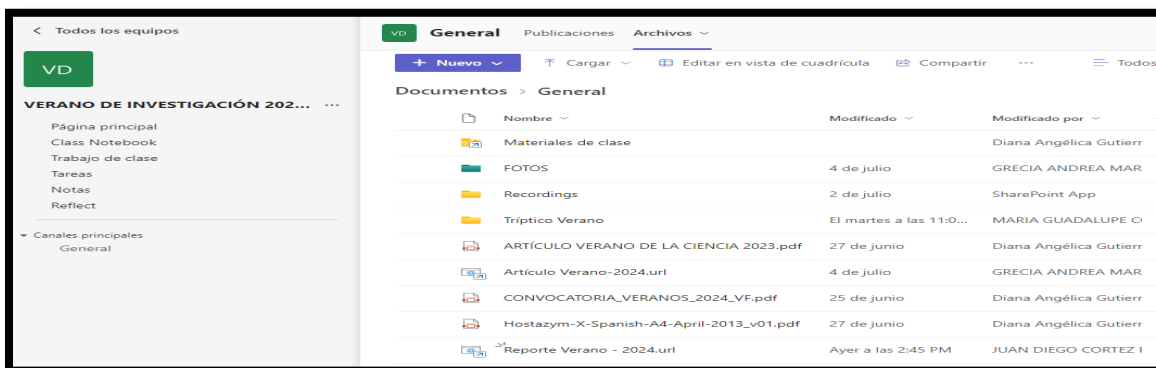 Todos los equipos
VD
VERANO DE INVESTIGACIÓN 202... ...
Página principal
Class Notebook
Trabajo de clase
Tareas
Notas
Reflect
Canales principales
General
VD General Publicaciones Archivos
+ Nuevo Cargar Editar en vista de cuadrícula Compartir ... Todos
Documentos > General
Nombre Modificado Modificado por
Materiales de clase Diana Angélica Gutierr
FOTOS 4 de julio GRECIA ANDREA MAR
Recordings 2 de julio SharePoint App
Tríptico Verano El martes a las 11:0... MARIA GUADALUPE
ARTÍCULO VERANO DE LA CIENCIA 2023.pdf 27 de junio Diana Angélica Gutierr
Artículo Verano-2024.url 4 de julio GRECIA ANDREA MAR
CONVOCATORIA_VERANOS_2024_VF.pdf 25 de junio Diana Angélica Gutierr
Hostazym-X-Spanish-A4-April-2013_v01.pdf 27 de junio Diana Angélica Gutierr
Reporte Verano - 2024.url Ayer a las 2:45 PM JUAN DIEGO CORTEZ